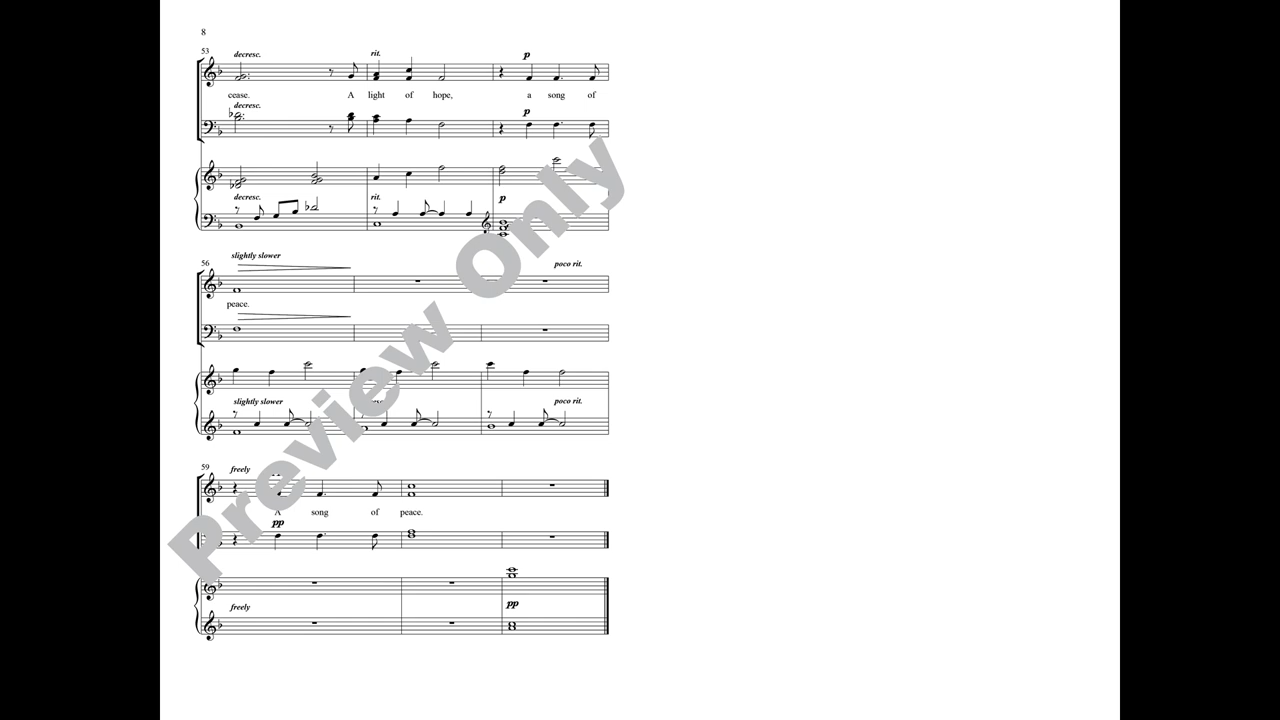 8
53
decresc. rit. p
cease. A light of hope, a song of
decresc.
p
decresc. rit. p
56
slightly slower poco rit.
peace.
slightly slower poco rit.
59
freely
A song of peace.
pp
freely
pp
Preview Only